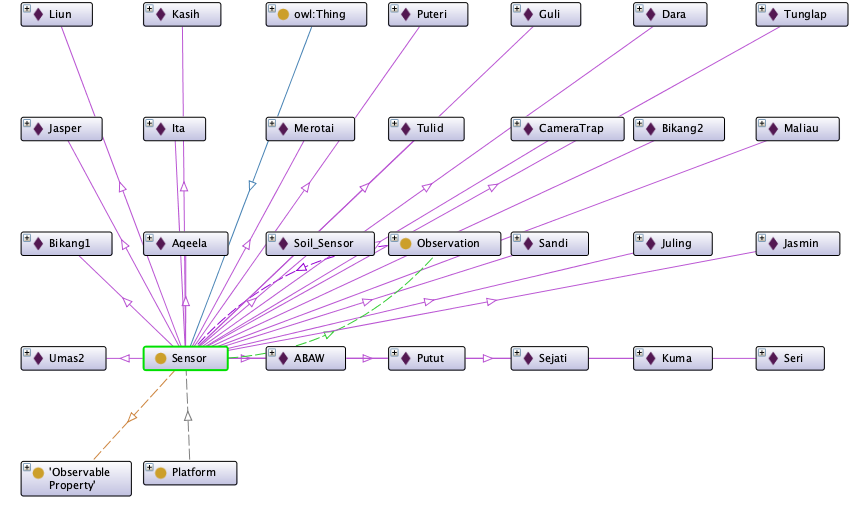 Liun
Kasih
owl:Thing
Puteri
Guli
Dara
Tunglap
Jasper
Ita
Merotai
Tulid
CameraTrap
Bikang2
Maliau
Bikang1
Aqeela
Soil_Sensor
Observation
Sandi
Juling
Jasmin
Umas2
Sensor
ABAW
Putut
Sejati
Kuma
Seri
'Observable
Property'
Platform